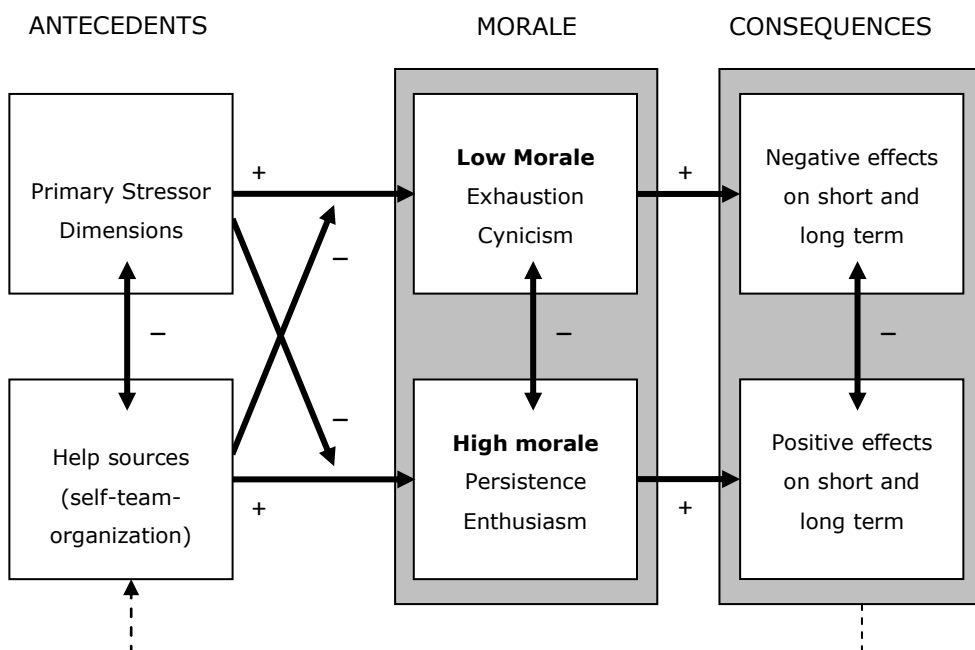 ANTECEDENTS
MORALE
CONSEQUENCES
Primary Stressor
Dimensions
+
Low Morale
Exhaustion
Cynicism
+
Negative effects
on short and
long term
–
–
–
–
–
Help sources
(self-team-
organization)
+
High morale
Persistence
Enthusiasm
+
Positive effects
on short and
long term